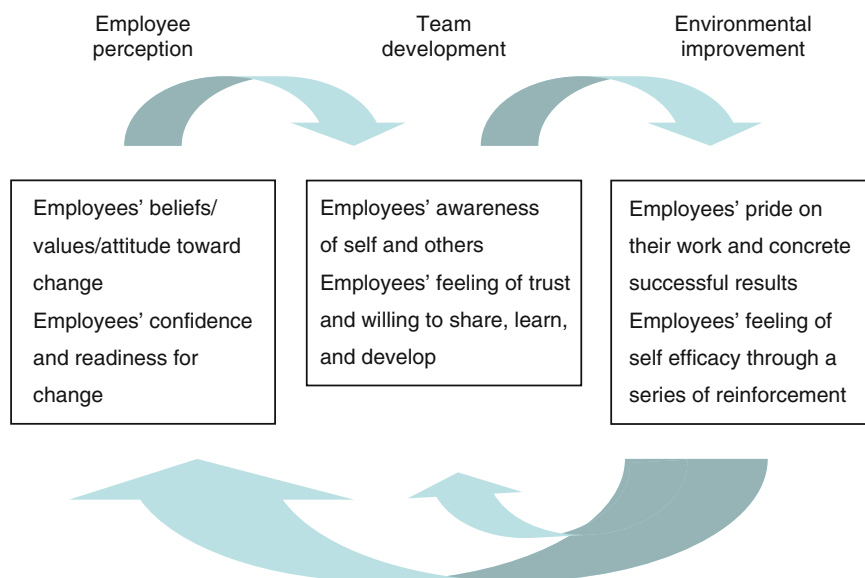 Employee
perception
Team
development
Environmental
improvement
Employees' beliefs/
values/attitude toward
change
Employees' confidence
and readiness for
change
Employees' awareness
of self and others
Employees' feeling of trust
and willing to share, learn,
and develop
Employees' pride on
their work and concrete
successful results
Employees' feeling of
self efficacy through a
series of reinforcement